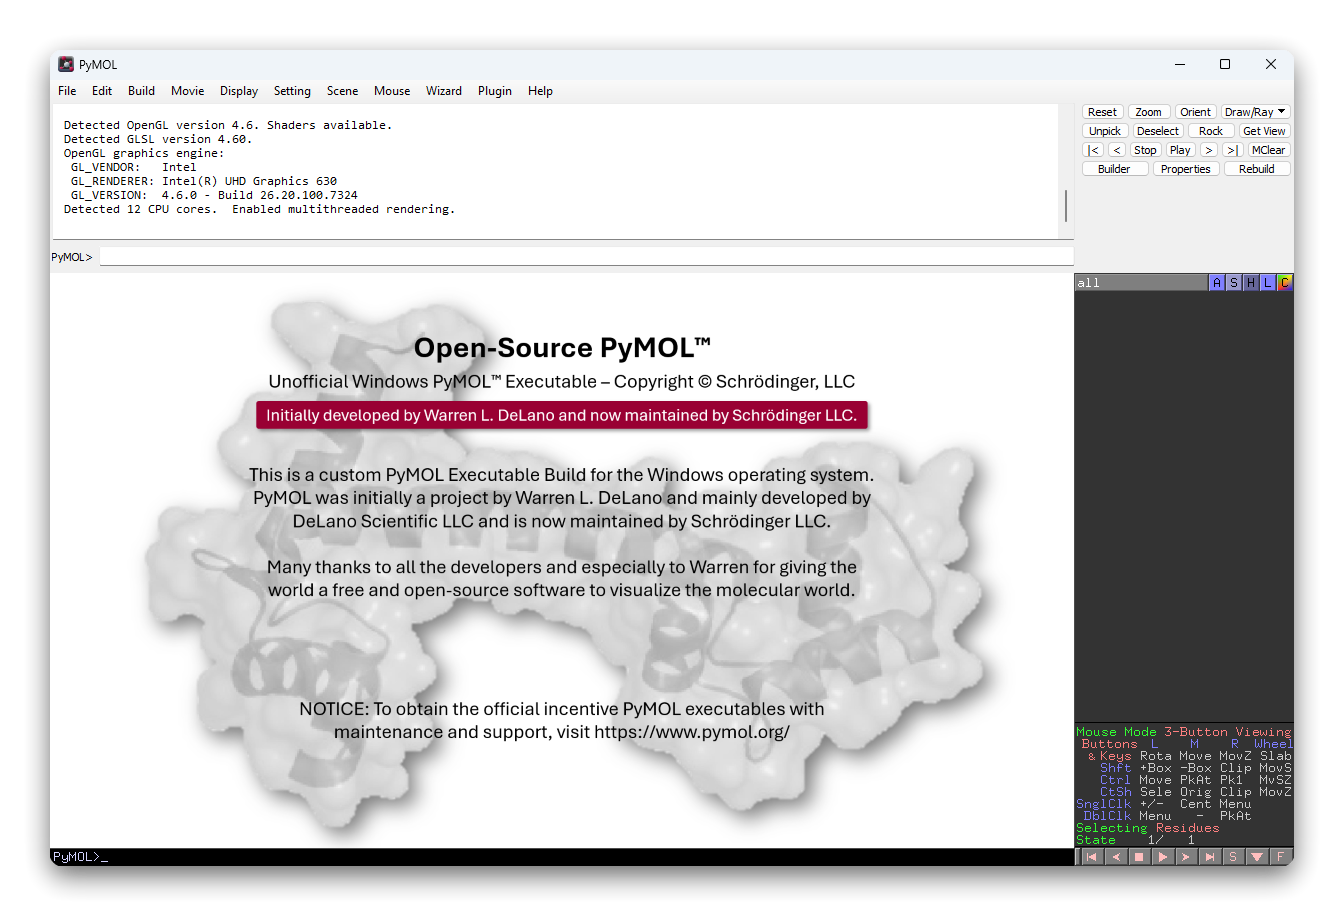 PyMOL
File Edit Build Movie Display Setting Scene Mouse Wizard Plugin Help
Detected OpenGL version 4.6. Shaders available.
Detected GLSL version 4.60.
OpenGL graphics engine:
GL_VENDOR: Intel
GL_RENDERER: Intel(R) UHD Graphics 630
GL_VERSION: 4.6.0 - Build 26.20.100.7324
Detected 12 CPU cores. Enabled multithreaded rendering.
Reset Zoom Orient Draw/Ray
Unpick Deselect Rock Get View
|< < Stop Play > >| MClear
Builder Properties Rebuild
PyMOL>
all A S H L C
Open-Source PyMOL™
Unofficial Windows PyMOL™ Executable – Copyright © Schrödinger, LLC
Initially developed by Warren L. DeLano and now maintained by Schrödinger LLC.
This is a custom PyMOL Executable Build for the Windows operating system.
PyMOL was initially a project by Warren L. DeLano and mainly developed by
DeLano Scientific LLC and is now maintained by Schrödinger LLC.
Many thanks to all the developers and especially to Warren for giving the
world a free and open-source software to visualize the molecular world.
NOTICE: To obtain the official incentive PyMOL executables with
maintenance and support, visit https://www.pymol.org/
Mouse Mode 3-Button Viewing
Buttons L M R Wheel
& Keys Rota Move MovZ Slab
Shft +Box -Box Clip MovS
Ctrl Move PkAt Pk1 MvSZ
CtSh Sele Orig Clip MovZ
SnglClk +/- Cent Menu
DblClk Menu - PkAt
Selecting Residues
State 1/ 1
PyMOL>_
S F